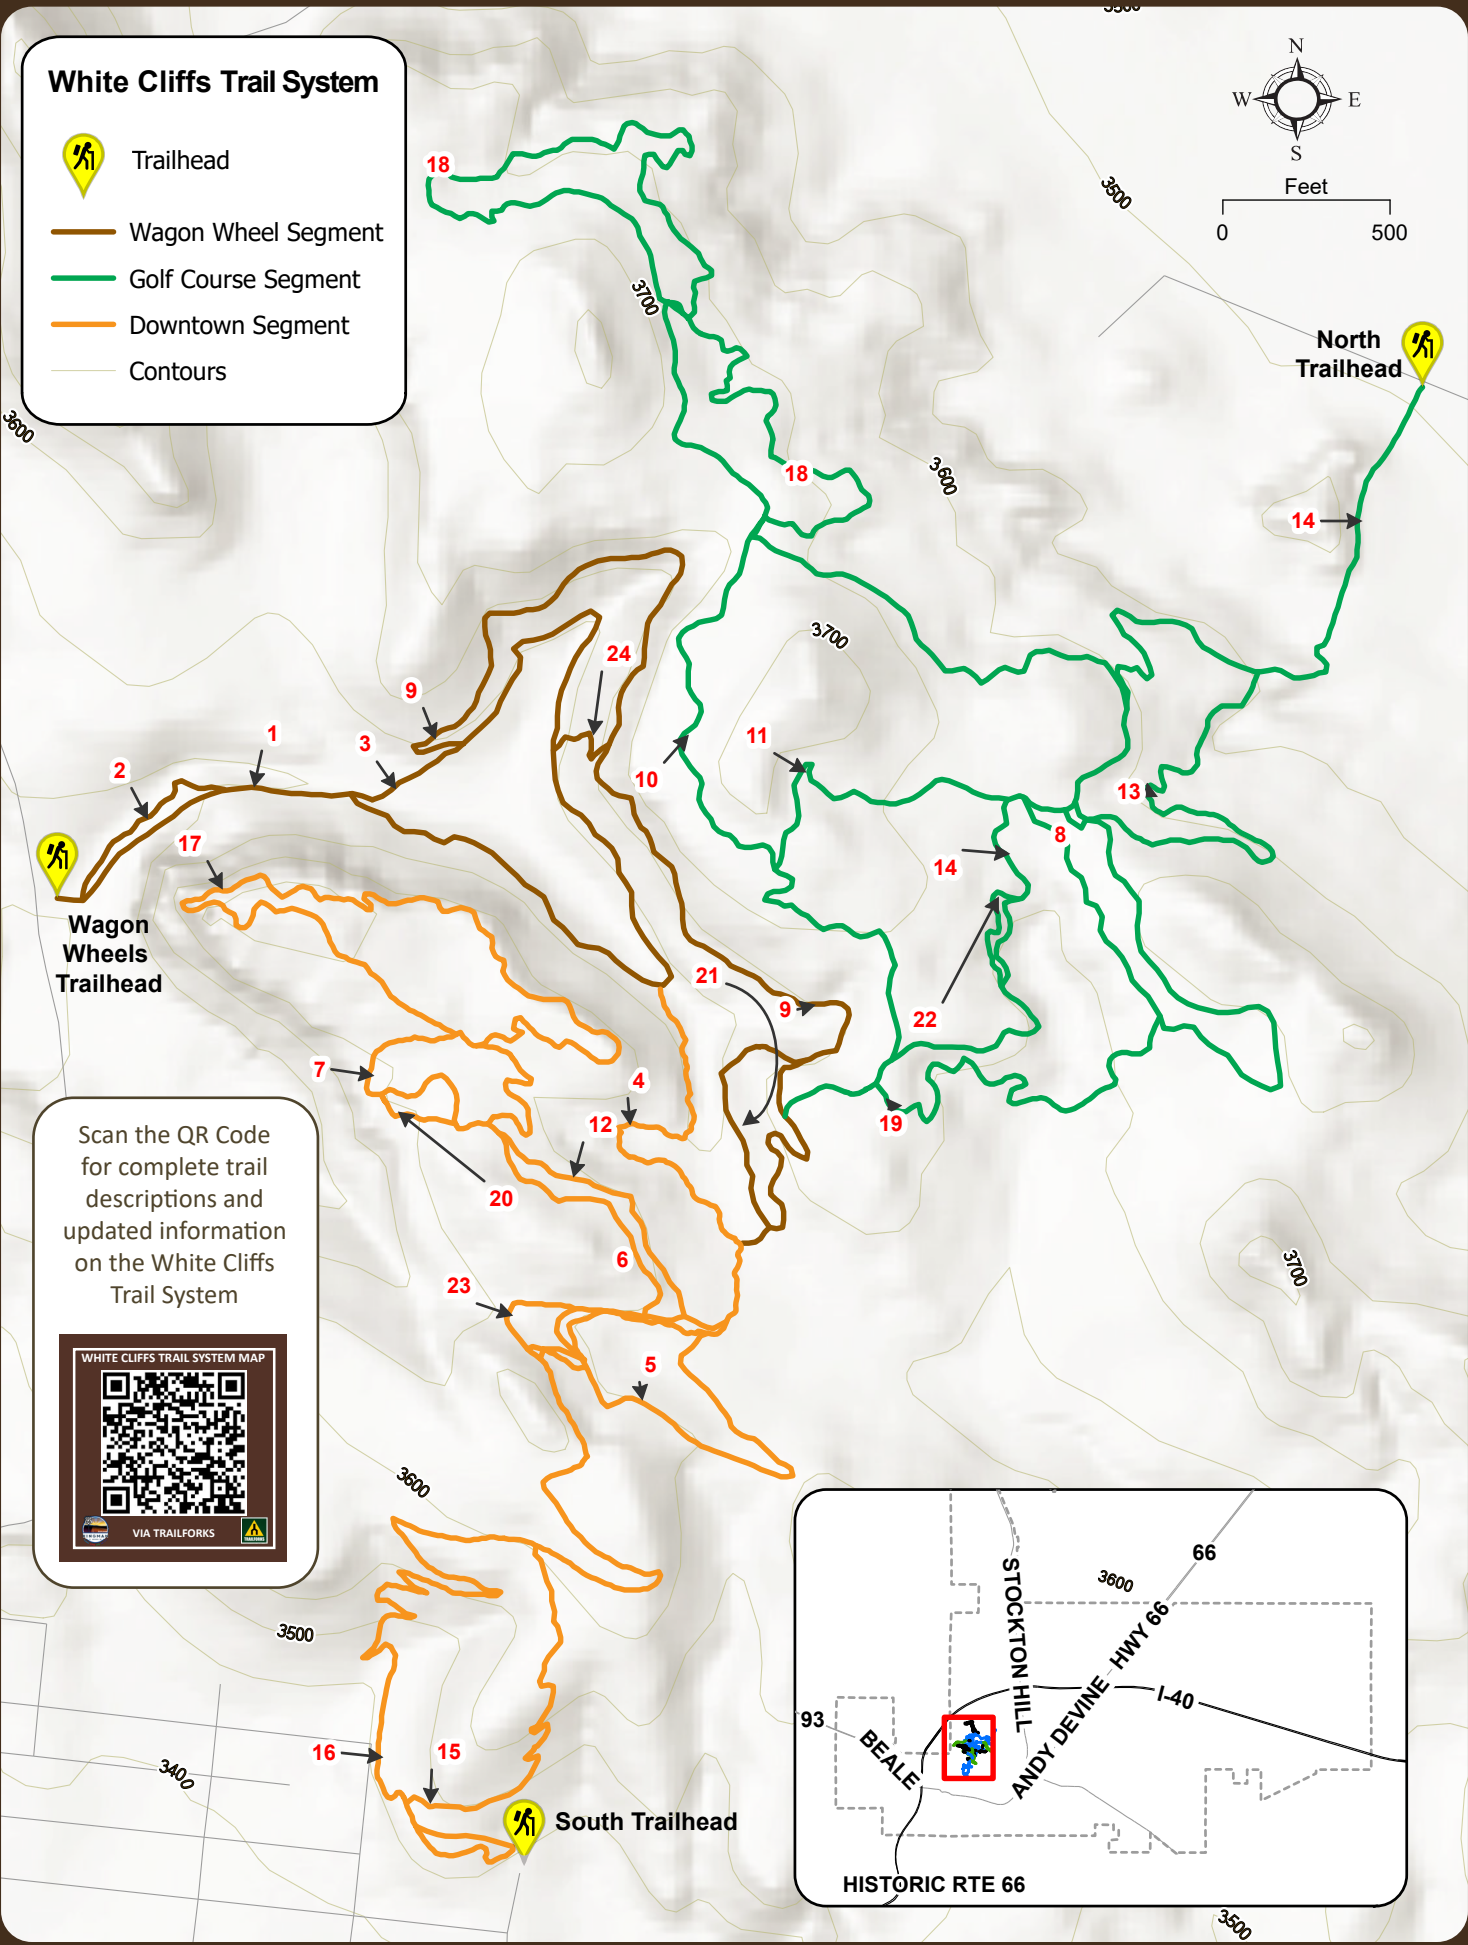 3500
White Cliffs Trail System
Trailhead
Wagon Wheel Segment
Golf Course Segment
Downtown Segment
Contours
N
W
E
S
Feet
0
500
3500
18
3700
North
Trailhead
3600
3600
18
14
3700
24
9
1
3
2
11
10
13
17
8
14
Wagon
Wheels
Trailhead
21
9
22
7
4
12
19
20
6
23
3700
5
Scan the QR Code
for complete trail
descriptions and
updated information
on the White Cliffs
Trail System
WHITE CLIFFS TRAIL SYSTEM MAP
KINGMAN
VIA TRAILFORKS
TRAILFORKS
3600
3500
3400
16
15
South Trailhead
66
3600
STOCKTON HILL
ANDY DEVINE
HWY 66
I-40
93
BEALE
HISTORIC RTE 66
3500